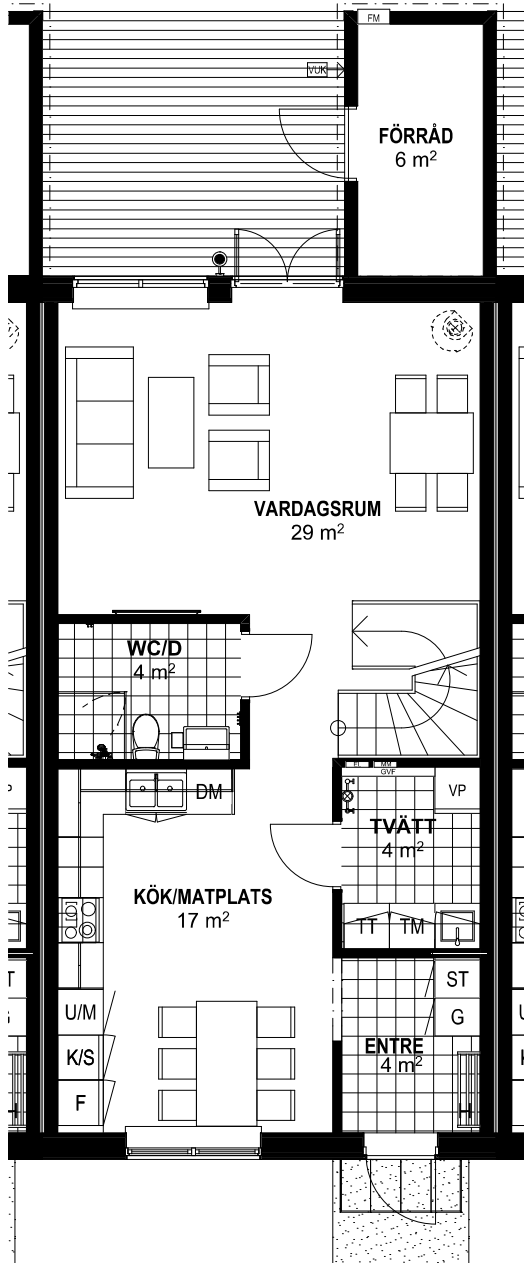 FM
VUK
FÖRRÅD
6 m²
VARDAGSRUM
29 m²
WC/D
4 m²
MM
GVF
DM
VP
TVÄTT
4 m²
KÖK/MATPLATS
17 m²
TT TM
U/M
ST
G
K/S
ENTRE
4 m²
F
H